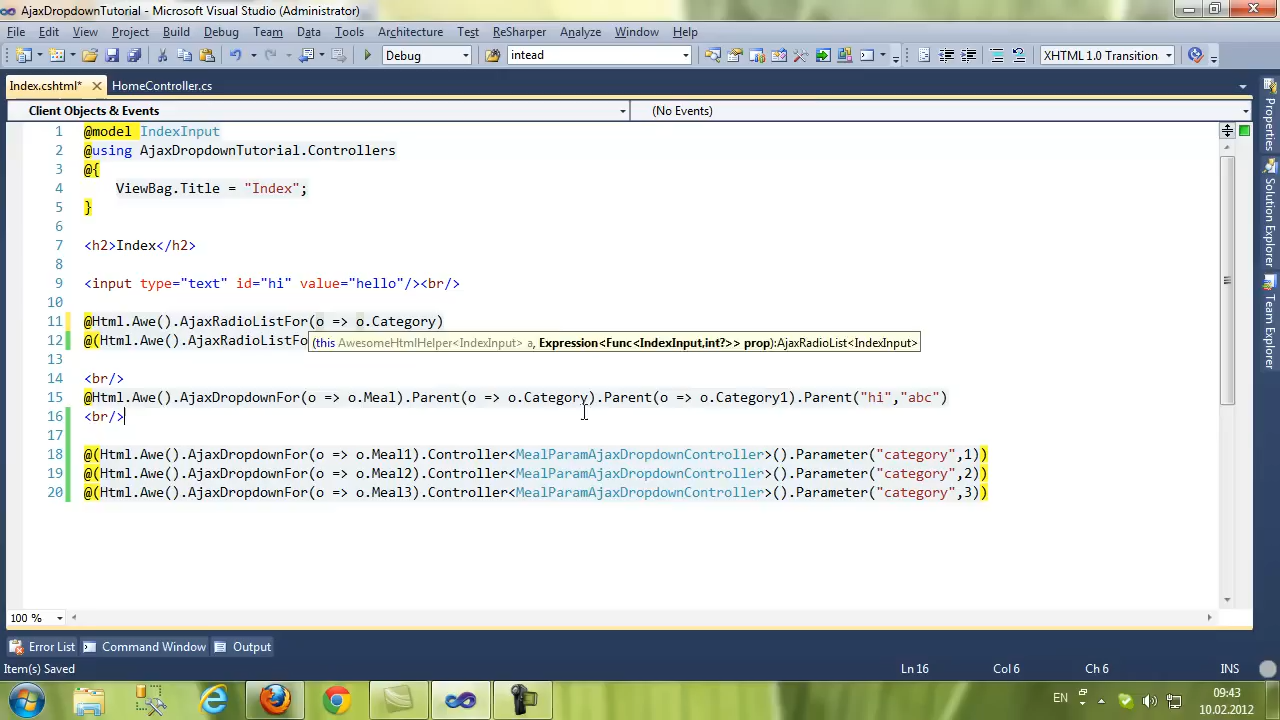 AjaxDropdownTutorial - Microsoft Visual Studio (Administrator)
File Edit View Project Build Debug Team Data Tools Architecture Test ReSharper Analyze Window Help
Debug intead XHTML 1.0 Transition
Index.cshtml* HomeController.cs
Client Objects & Events (No Events)
1 @model IndexInput
2 @using AjaxDropdownTutorial.Controllers
3 @{
4 ViewBag.Title = "Index";
5 }
6
7 <h2>Index</h2>
8
9 <input type="text" id="hi" value="hello"/><br/>
10
11 @Html.Awe().AjaxRadioListFor(o => o.Category)
12 @(Html.Awe().AjaxRadioListFo
(this AwesomeHtmlHelper<IndexInput> a, Expression<Func<IndexInput,int?>> prop):AjaxRadioList<IndexInput>
13
14 <br/>
15 @Html.Awe().AjaxDropdownFor(o => o.Meal).Parent(o => o.Category).Parent(o => o.Category1).Parent("hi","abc")
16 <br/>
17
18 @(Html.Awe().AjaxDropdownFor(o => o.Meal1).Controller<MealParamAjaxDropdownController>().Parameter("category",1))
19 @(Html.Awe().AjaxDropdownFor(o => o.Meal2).Controller<MealParamAjaxDropdownController>().Parameter("category",2))
20 @(Html.Awe().AjaxDropdownFor(o => o.Meal3).Controller<MealParamAjaxDropdownController>().Parameter("category",3))
Properties
Solution Explorer
Team Explorer
100 %
Error List Command Window Output
Item(s) Saved Ln 16 Col 6 Ch 6 INS
EN 09:43
10.02.2012